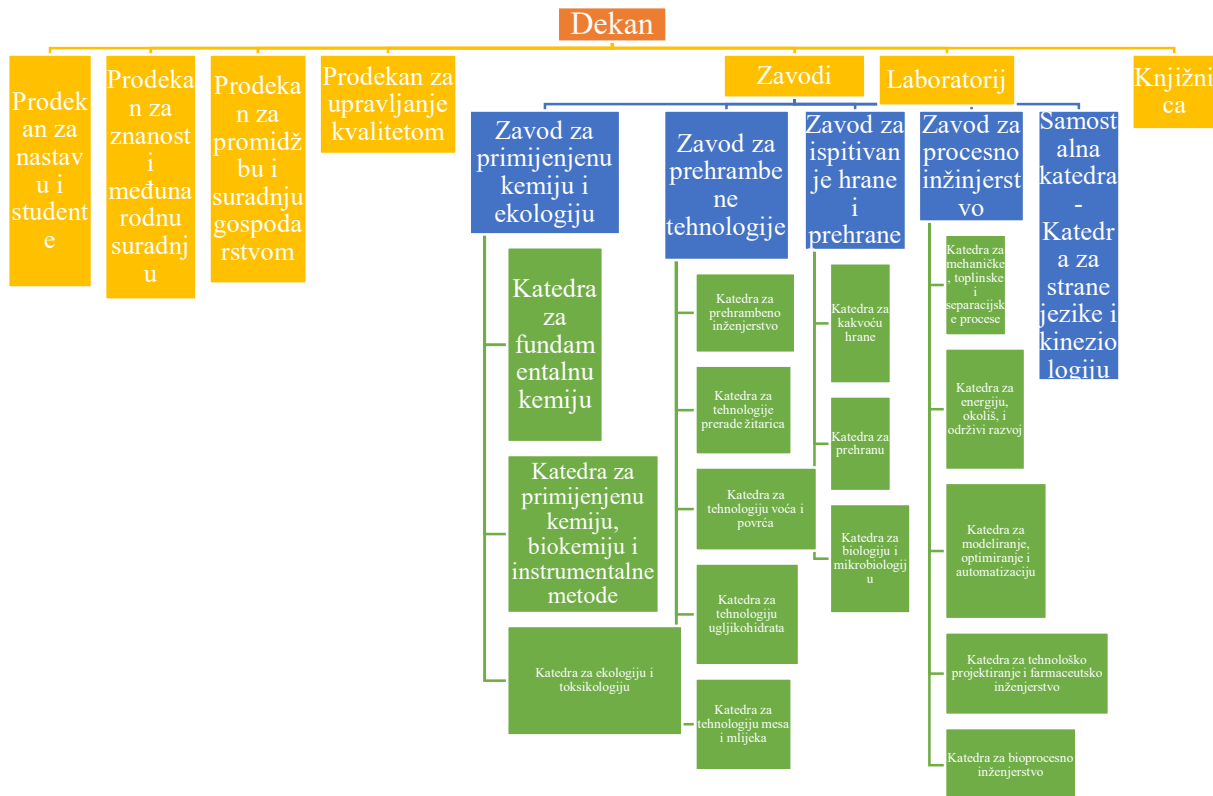 Dekan
Prodek
an za
nastav
u i
student
e
Prodeka
n za
znanost
i
međuna
rodnu
suradnj
u
Prodeka
n za
promidž
bu i
suradnju
gospoda
rstvom
Prodekan za
upravljanje
kvalitetom
Zavodi
Laboratorij
Knjižni
ca
Zavod za
primijenjenu
kemiju i
ekologiju
Katedra
za
fundam
entalnu
kemiju
Katedra za
primijenjenu
kemiju,
biokemiju i
instrumentalne
metode
Katedra za ekologiju i
toksikologiju
Zavod za
prehrambe
ne
tehnologije
Katedra za
prehrambeno
inženjerstvo
Katedra za
tehnologije
prerade žitarica
Katedra za
tehnologiju voća i
povrća
Katedra za
tehnologiju
ugljikohidrata
Katedra za
tehnologiju mesa
i mlijeka
Zavod za
ispitivan
je hrane
i
prehrane
Katedra za
kakvoću
hrane
Katedra za
prehranu
Katedra za
biologiju i
mikrobiologij
u
Zavod za
procesno
inžinjerst
vo
Katedra za
mehaničke
, toplinske
i
separacijsk
e procese
Katedra za
energiju,
okoliš, i
održivi razvoj
Katedra za
modeliranje,
optimiranje i
automatizaciju
Katedra za tehnološko
projektiranje i farmaceutsko
inženjerstvo
Katedra za bioprocesno
inženjerstvo
Samost
alna
katedra
-
Katedr
a za
strane
jezike i
kinezio
logiju